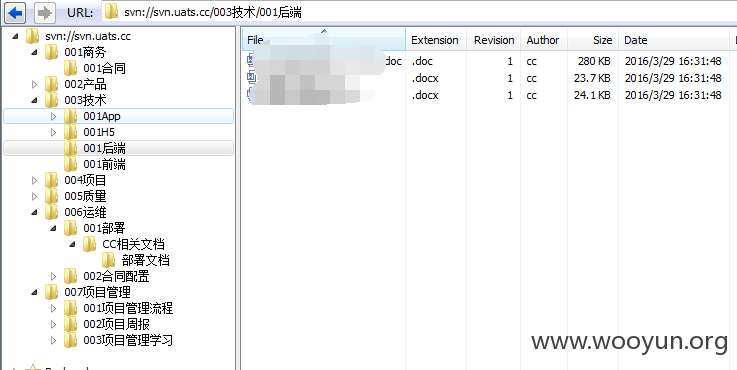 URL: svn://svn.uats.cc/003技术/001后端
svn://svn.uats.cc
001商务
001合同
002产品
003技术
001App
001H5
001后端
001前端
004项目
005质量
006运维
001部署
CC相关文档
部署文档
002合同配置
007项目管理
001项目管理流程
002项目周报
003项目管理学习
File Extension Revision Author Size Date
doc .doc 1 cc 280 KB 2016/3/29 16:31:48
.docx 1 cc 23.7 KB 2016/3/29 16:31:48
.docx 1 cc 24.1 KB 2016/3/29 16:31:48
www.wooyun.org